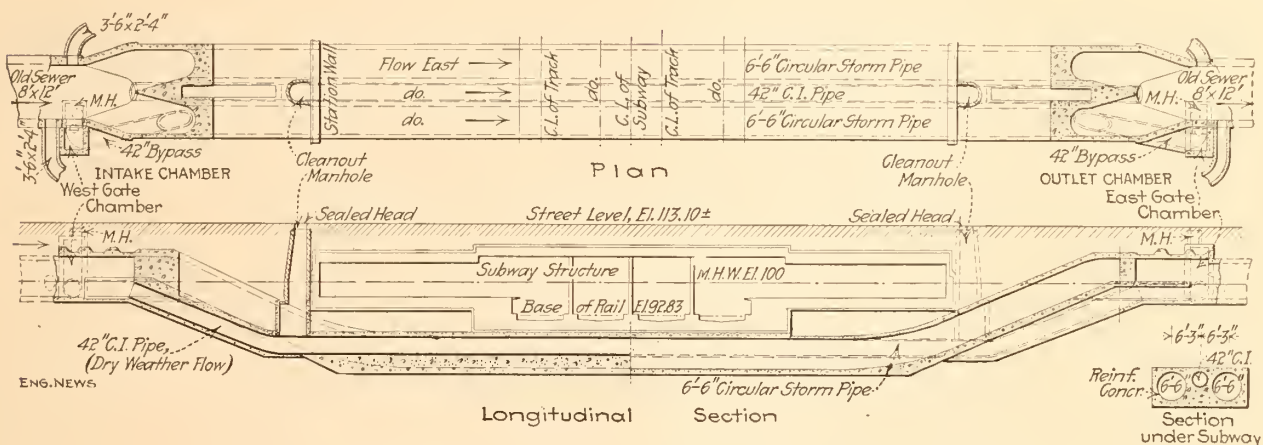 3'-6"x2'-4"
Old Sewer
8'x12'
M.H.
3'-6"x2'-4"
42"Bypass
INTAKE CHAMBER
West Gate
Chamber
Station Wall
Cleanout
Manhole
Flow East
do.
do.
C.L. of Track
do.
C.L. of
Subway
C.L. of Track
do.
6'-6"Circular Storm Pipe
42" C.I. Pipe
6'-6"Circular Storm Pipe
Plan
Cleanout
Manhole
Old Sewer
8'x12'
M.H.
42"Bypass
OUTLET CHAMBER
East Gate
Chamber
Sealed Head
Street Level, El. 113.10±
Sealed Head
M.H.
M.H.
Subway Structure
M.H.W. El. 100
Base of Rail El. 92.83
42"C.I. Pipe,
(Dry Weather Flow)
ENG. NEWS
6'-6"Circular Storm Pipe
Longitudinal Section
6'-3" 6'-3"
42"C.I.
Reinf.
Concr.
6'-6" 6'-6"
Section
under Subway